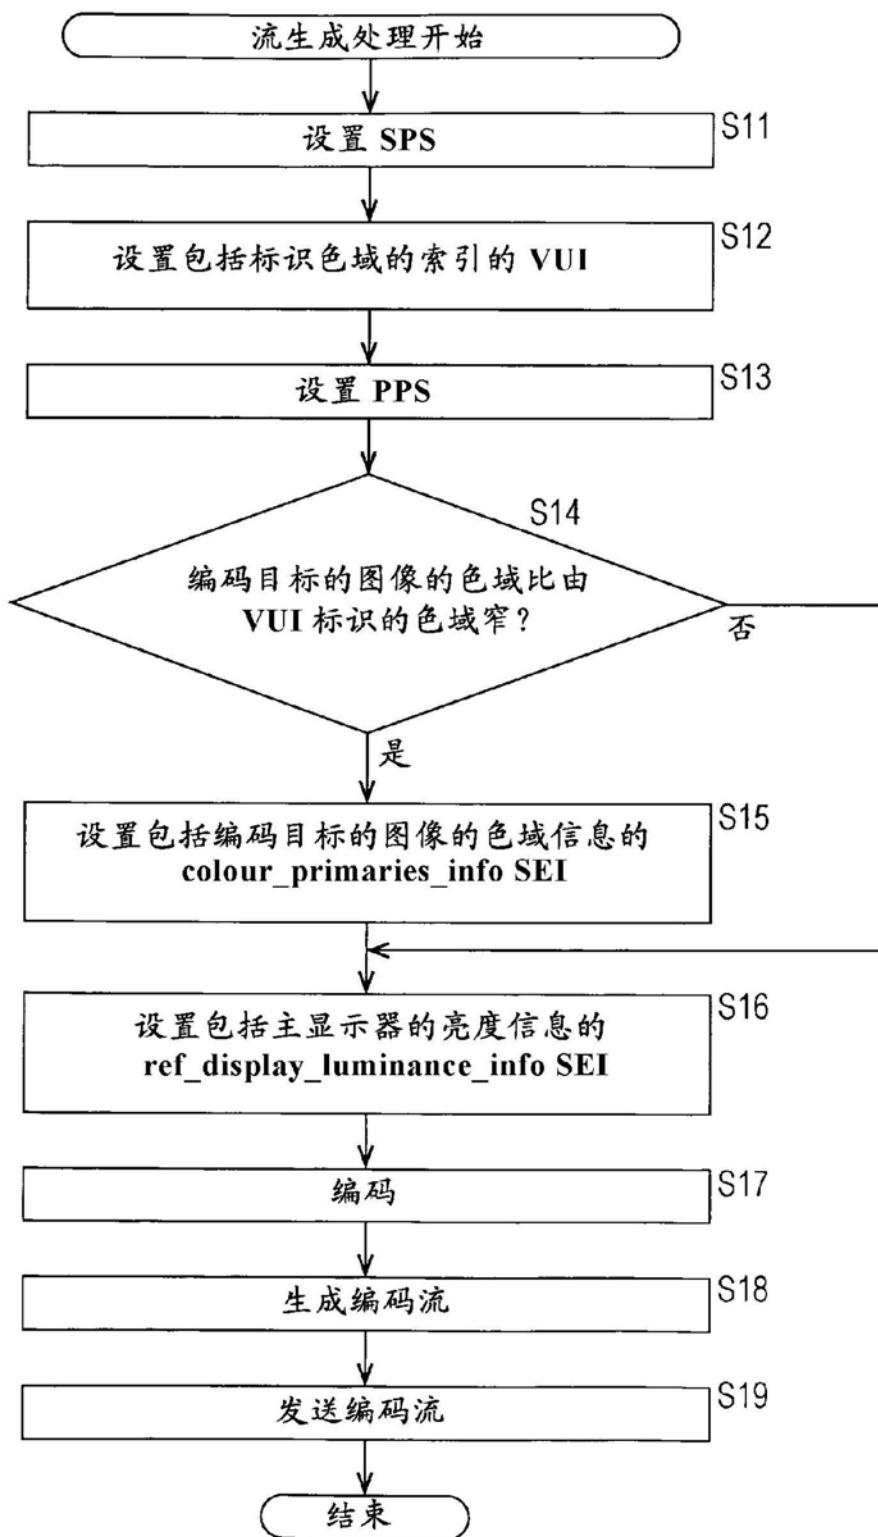 流生成处理开始
设置 SPS
S11
设置包括标识色域的索引的 VUI
S12
设置 PPS
S13
S14
编码目标的图像的色域比由
VUI 标识的色域窄?
否
是
设置包括编码目标的图像的色域信息的
colour_primaries_info SEI
S15
设置包括主显示器的亮度信息的
ref_display_luminance_info SEI
S16
编码
S17
生成编码流
S18
发送编码流
S19
结束